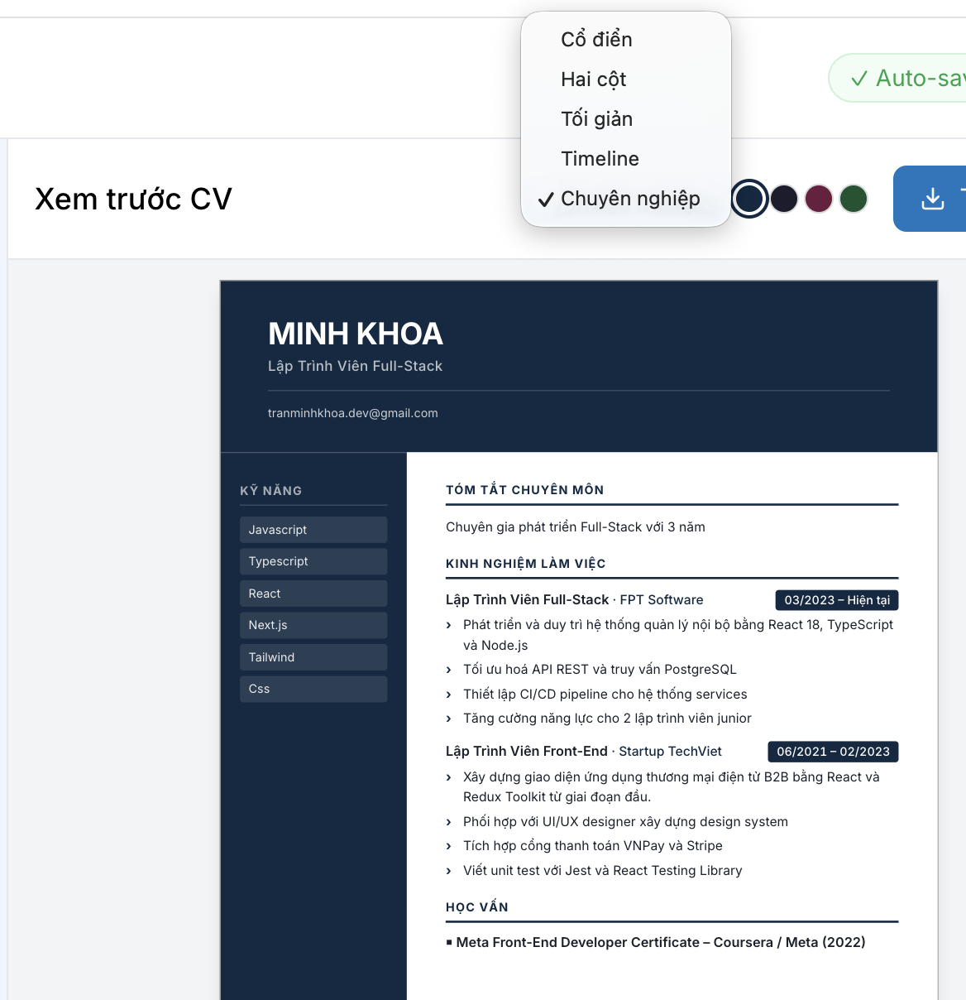 Cổ điển
Hai cột
Tối giản
Timeline
✓ Chuyên nghiệp
✓ Auto-sav
Xem trước CV
MINH KHOA
Lập Trình Viên Full-Stack
tranminhkhoa.dev@gmail.com
KỸ NĂNG
Javascript
Typescript
React
Next.js
Tailwind
Css
TÓM TẮT CHUYÊN MÔN
Chuyên gia phát triển Full-Stack với 3 năm
KINH NGHIỆM LÀM VIỆC
Lập Trình Viên Full-Stack · FPT Software 03/2023 – Hiện tại
› Phát triển và duy trì hệ thống quản lý nội bộ bằng React 18, TypeScript
và Node.js
› Tối ưu hoá API REST và truy vấn PostgreSQL
› Thiết lập CI/CD pipeline cho hệ thống services
› Tăng cường năng lực cho 2 lập trình viên junior
Lập Trình Viên Front-End · Startup TechViet 06/2021 – 02/2023
› Xây dựng giao diện ứng dụng thương mại điện tử B2B bằng React và
Redux Toolkit từ giai đoạn đầu.
› Phối hợp với UI/UX designer xây dựng design system
› Tích hợp cổng thanh toán VNPay và Stripe
› Viết unit test với Jest và React Testing Library
HỌC VẤN
▪ Meta Front-End Developer Certificate – Coursera / Meta (2022)